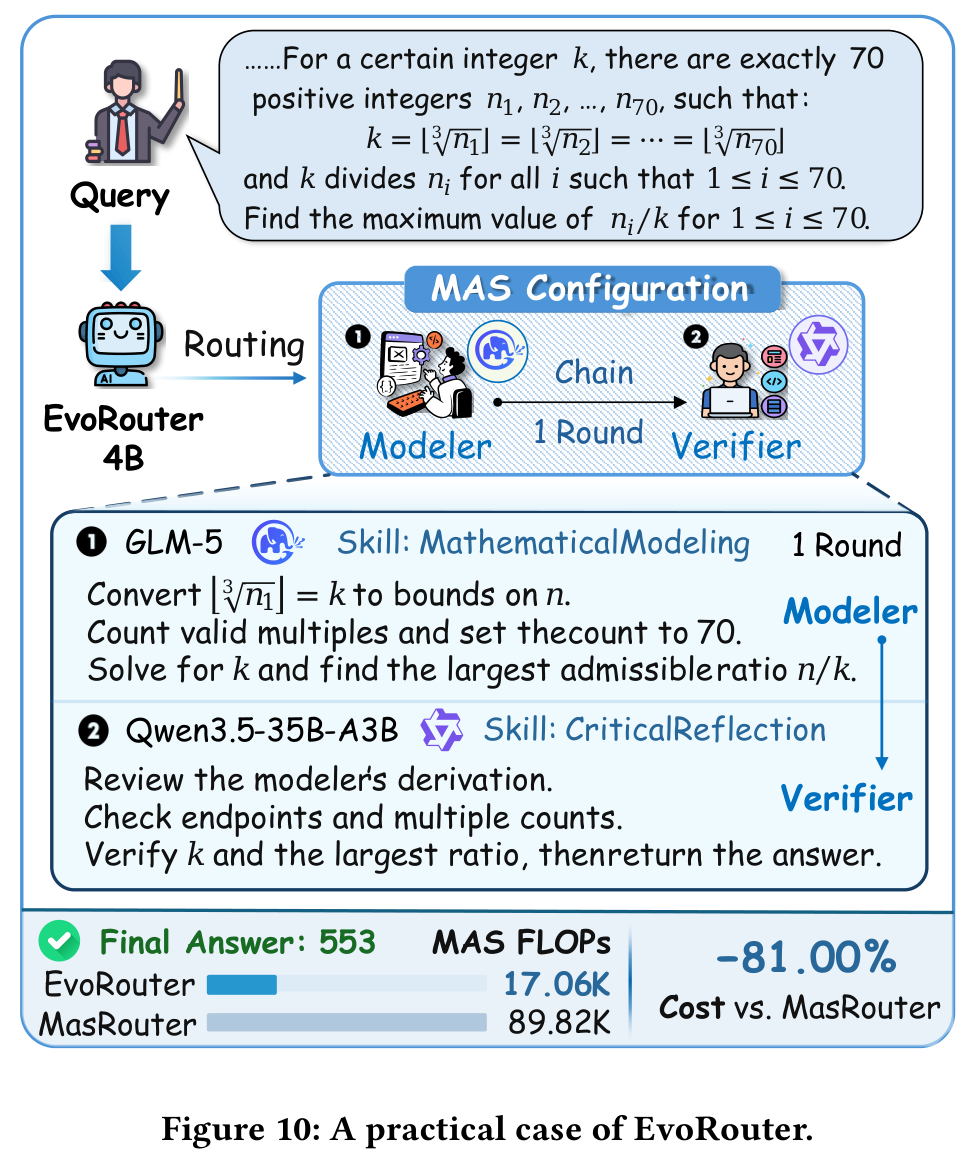 ......For a certain integer k, there are exactly 70
positive integers n₁, n₂, ..., n₇₀, such that:
k = ⌊∛n₁⌋ = ⌊∛n₂⌋ = ⋯ = ⌊∛n₇₀⌋
and k divides nᵢ for all i such that 1 ≤ i ≤ 70.
Find the maximum value of nᵢ/k for 1 ≤ i ≤ 70.
Query
MAS Configuration
AI
Routing
EvoRouter
4B
1
2
Chain
1 Round
Modeler
Verifier
1 GLM-5 Skill: MathematicalModeling 1 Round
Convert ⌊∛n₁⌋ = k to bounds on n.
Count valid multiples and set thecount to 70.
Solve for k and find the largest admissibleratio n/k.
Modeler
2 Qwen3.5-35B-A3B Skill: CriticalReflection
Review the modeler's derivation.
Check endpoints and multiple counts.
Verify k and the largest ratio, thenreturn the answer.
Verifier
Final Answer: 553 MAS FLOPs
EvoRouter 17.06K
MasRouter 89.82K
−81.00%
Cost vs. MasRouter
Figure 10: A practical case of EvoRouter.